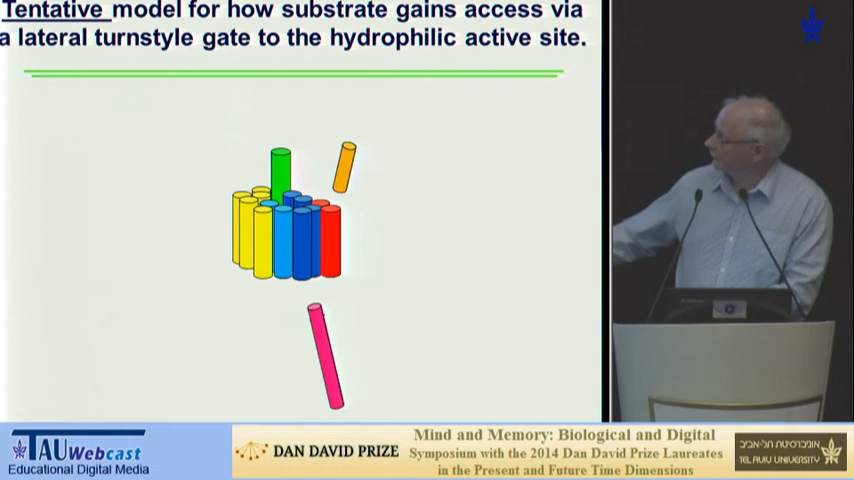 Tentative model for how substrate gains access via
a lateral turnstyle gate to the hydrophilic active site.
TAUWebcast
Educational Digital Media
DAN DAVID PRIZE
Mind and Memory: Biological and Digital
Symposium with the 2014 Dan David Prize Laureates
in the Present and Future Time Dimensions
אוניברסיטת תל-אביב
TEL AVIV UNIVERSITY